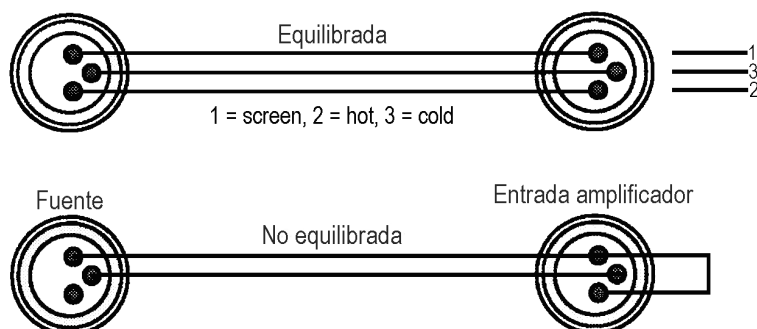 Equilibrada
1
3
2
1 = screen, 2 = hot, 3 = cold
Fuente
Entrada amplificador
No equilibrada